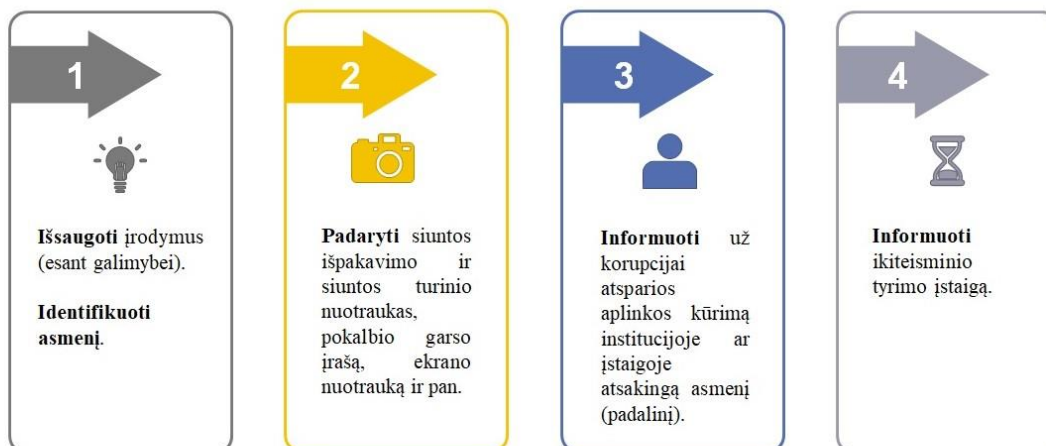 1
Išsaugoti įrodymus
(esant galimybei).
Identifikuoti
asmenį.
2
Padaryti siuntos
išpakavimo ir
siuntos turinio
nuotraukas,
pokalbio garso
įrašą, ekrano
nuotrauką ir pan.
3
Informuoti už
korupcijai
atsparios
aplinkos kūrimą
institucijoje ar
įstaigoje
atsakingą asmenį
(padalinį).
4
Informuoti
ikiteisminio
tyrimo įstaigą.